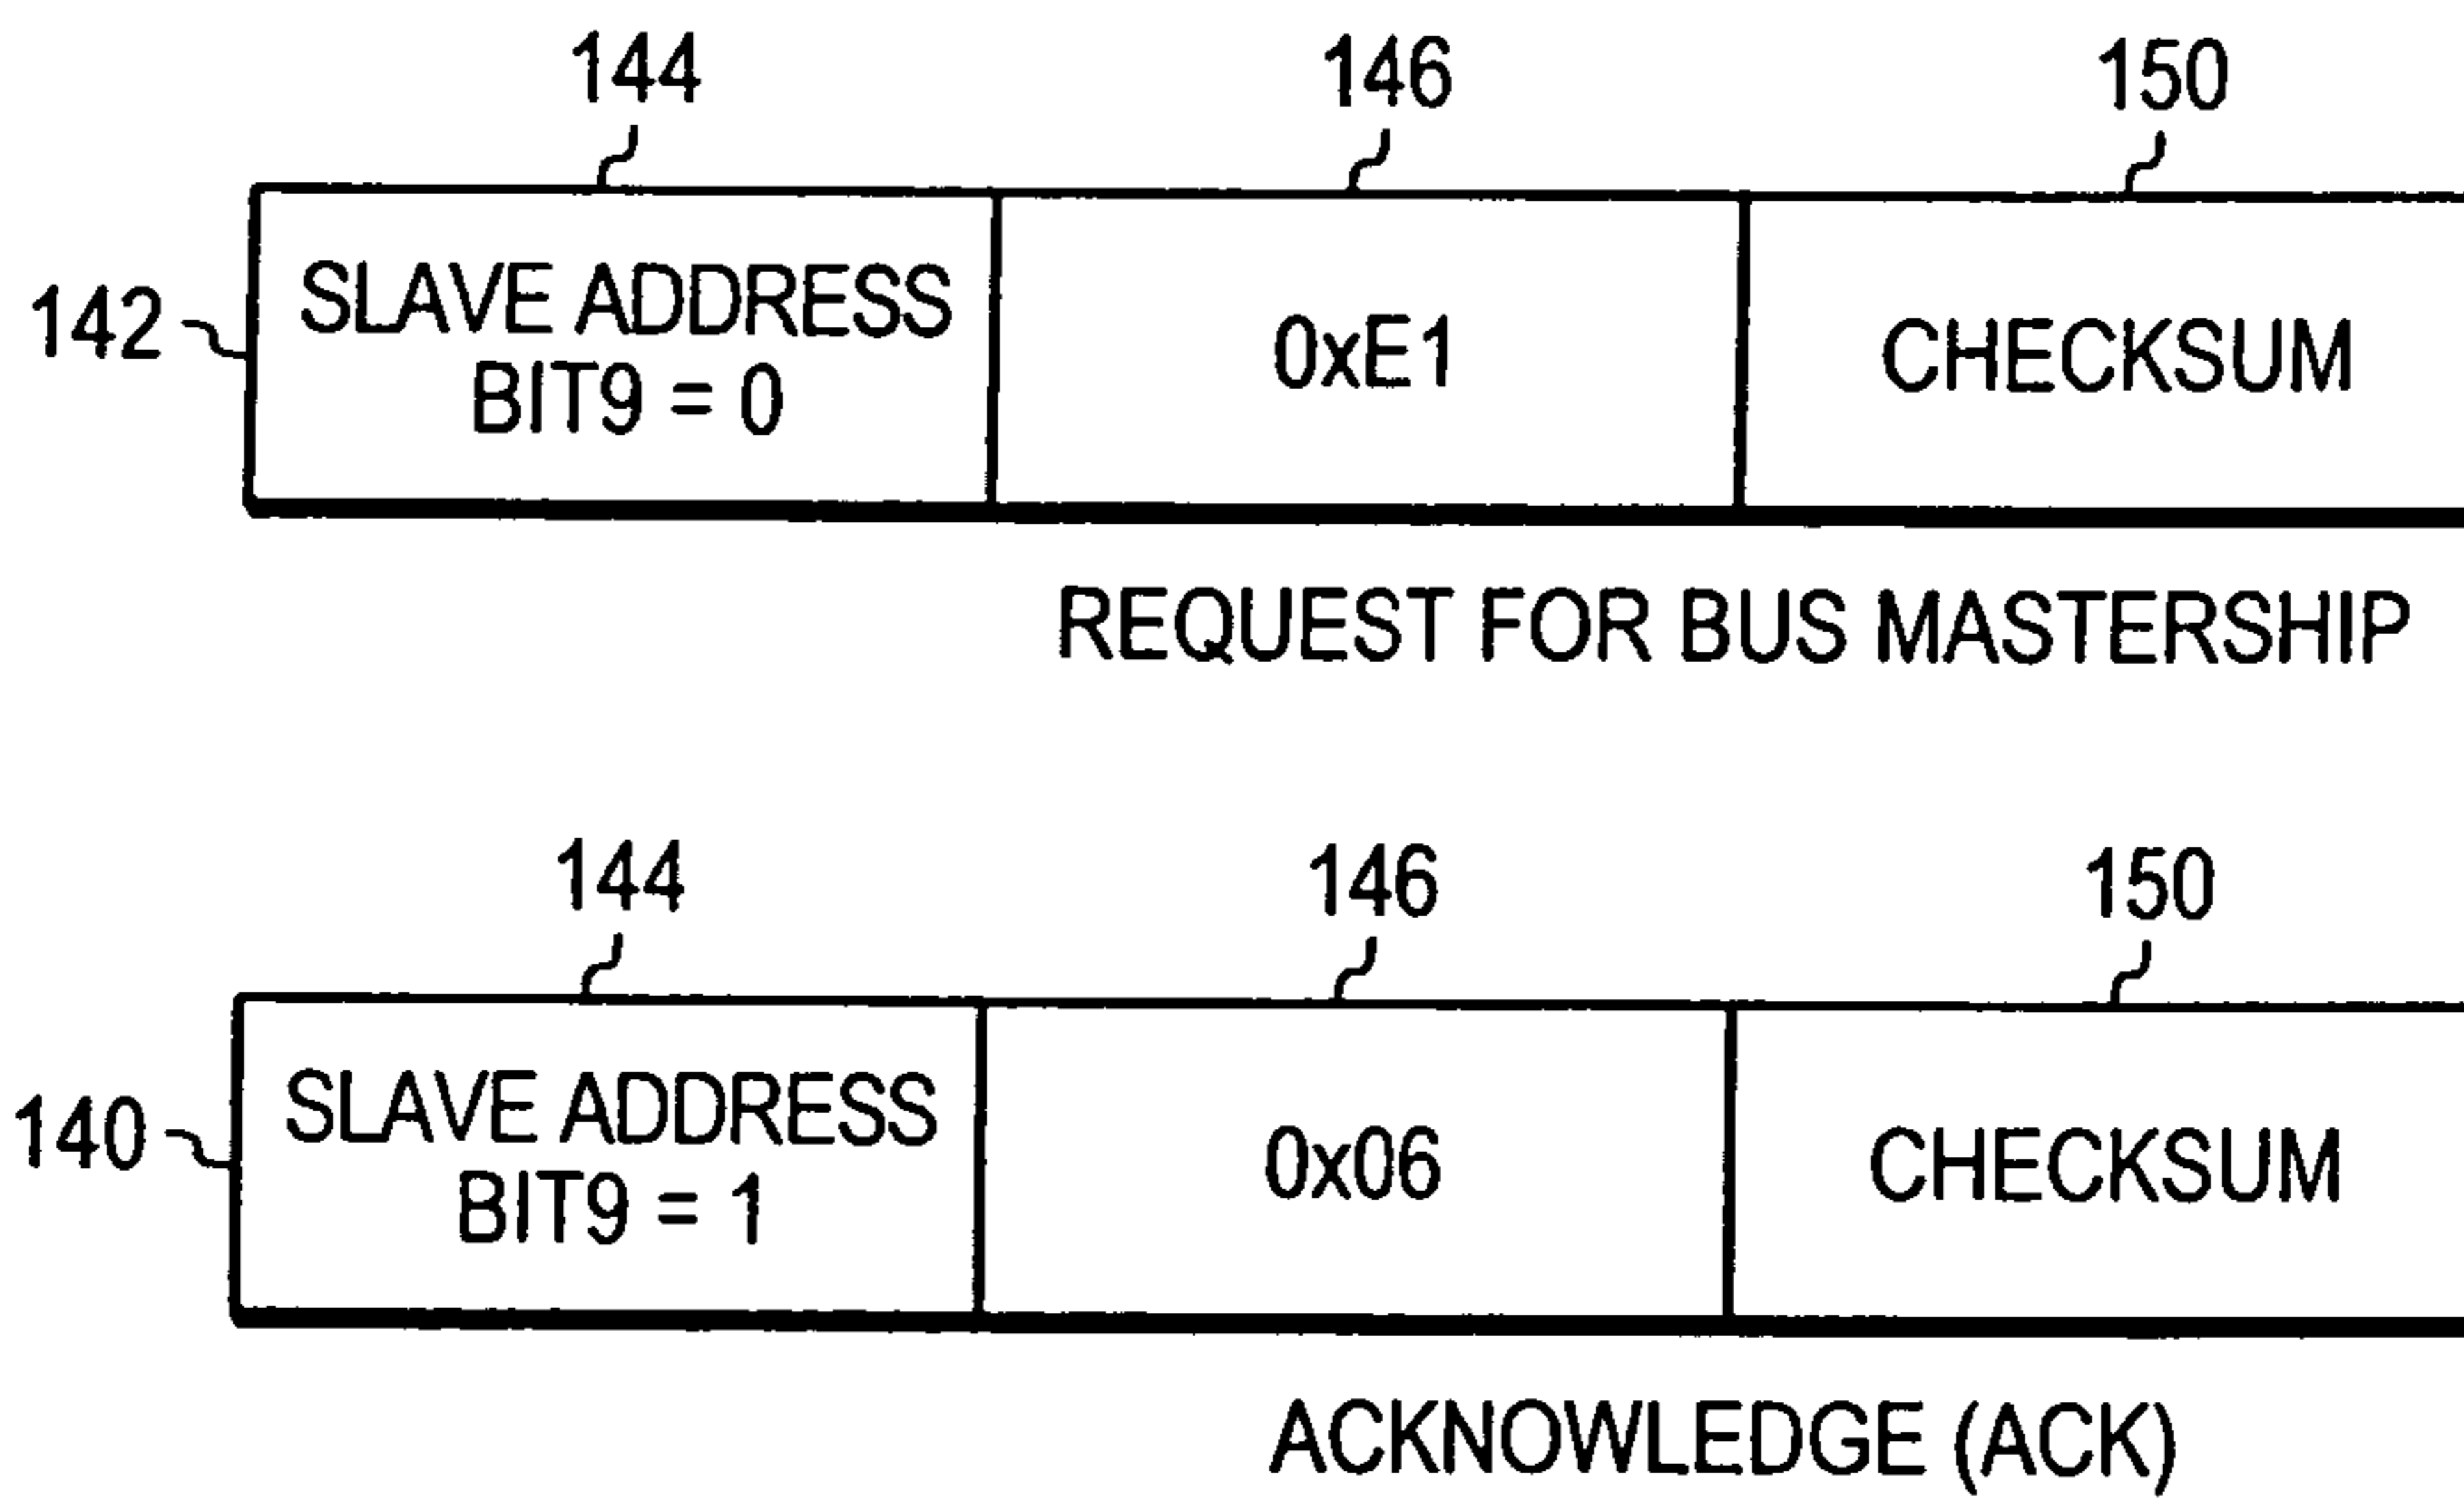 144 146 150
142
SLAVE ADDRESS
BIT9 = 0
0xE1
CHECKSUM
REQUEST FOR BUS MASTERSHIP
144 146 150
140
SLAVE ADDRESS
BIT9 = 1
0x06
CHECKSUM
ACKNOWLEDGE (ACK)